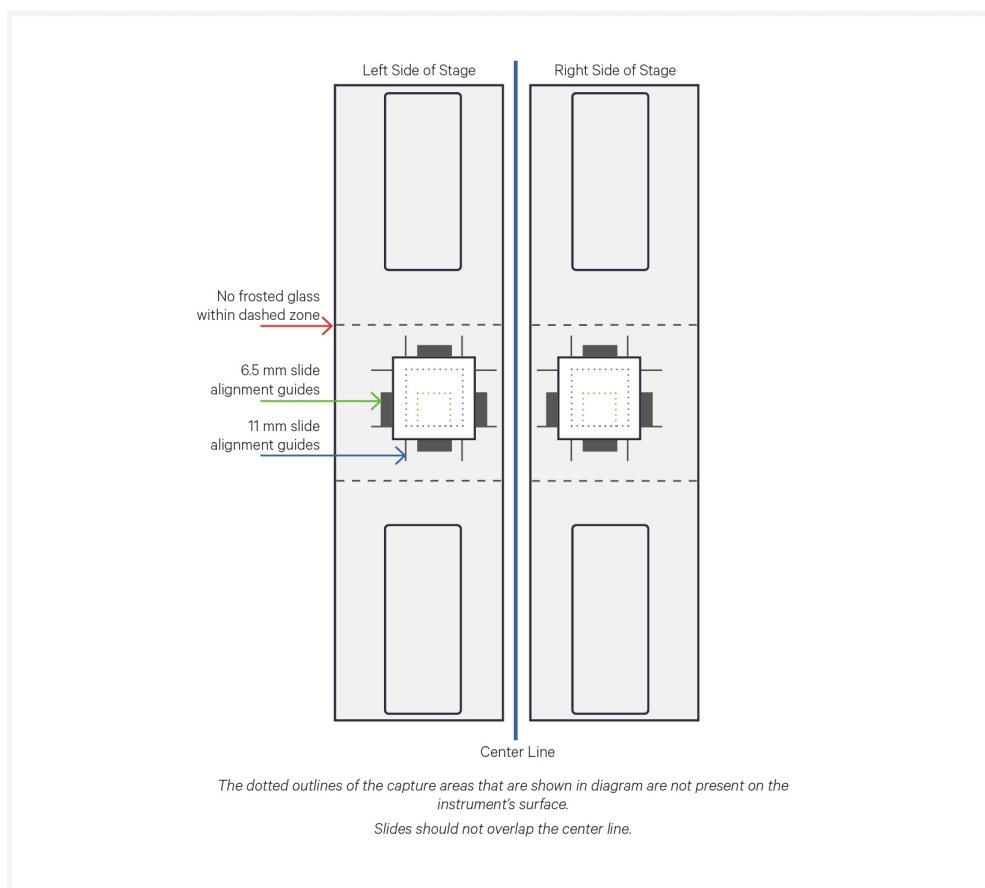 Left Side of Stage
Right Side of Stage
No frosted glass
within dashed zone
6.5 mm slide
alignment guides
11 mm slide
alignment guides
Center Line
The dotted outlines of the capture areas that are shown in diagram are not present on the
instrument's surface.
Slides should not overlap the center line.